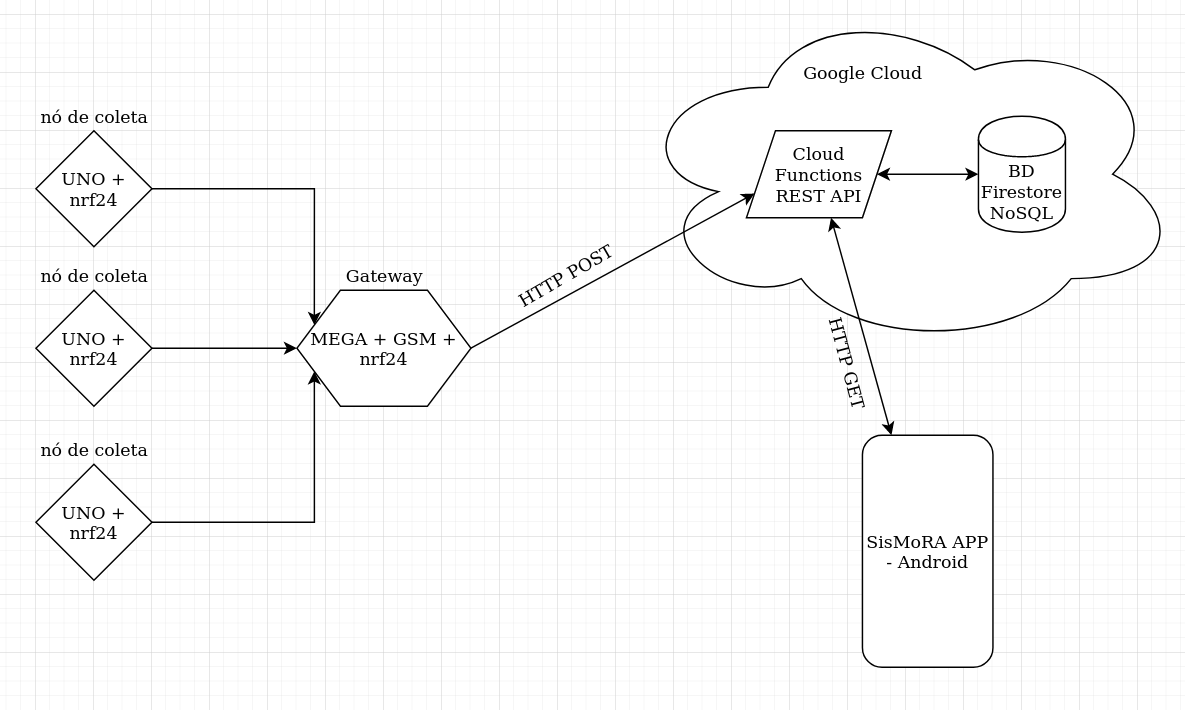 nó de coleta
UNO +
nrf24
nó de coleta
UNO +
nrf24
nó de coleta
UNO +
nrf24
Gateway
MEGA + GSM +
nrf24
HTTP POST
Google Cloud
Cloud
Functions
REST API
BD
Firestore
NoSQL
HTTP GET
SisMoRA APP
- Android